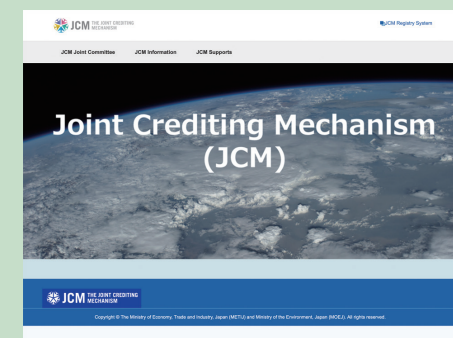 JCM THE JOINT CREDITING
MECHANISM
JCM Registry System
JCM Joint Committee JCM Information JCM Supports
Joint Crediting Mechanism
(JCM)
JCM THE JOINT CREDITING
MECHANISM
Copyright © The Ministry of Economy, Trade and Industry, Japan (METI) and Ministry of the Environment, Japan (MOEJ). All rights reserved.